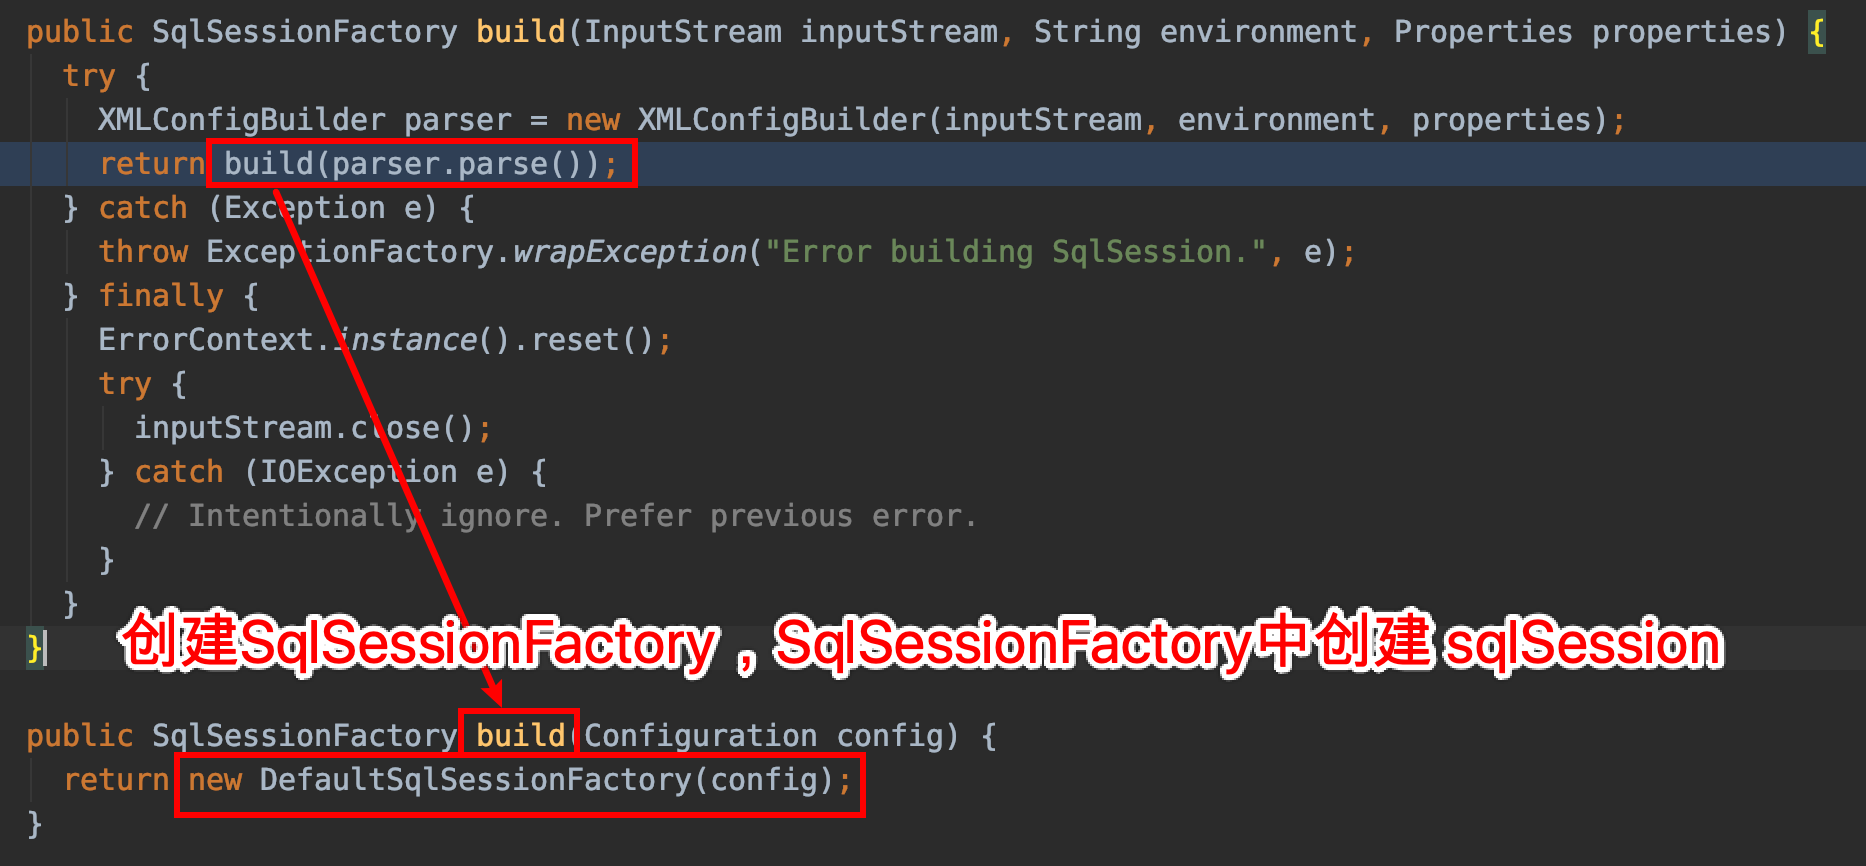 public SqlSessionFactory build(InputStream inputStream, String environment, Properties properties) {
try {
XMLConfigBuilder parser = new XMLConfigBuilder(inputStream, environment, properties);
return build(parser.parse());
} catch (Exception e) {
throw ExceptionFactory.wrapException("Error building SqlSession.", e);
} finally {
ErrorContext.instance().reset();
try {
inputStream.close();
} catch (IOException e) {
// Intentionally ignore. Prefer previous error.
}
}
}
创建SqlSessionFactory，SqlSessionFactory中创建 sqlSession
public SqlSessionFactory build(Configuration config) {
return new DefaultSqlSessionFactory(config);
}